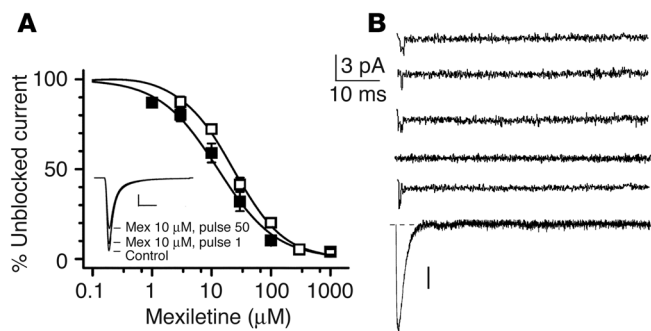 A
% Unblocked current
100
50
0
Mex 10 μM, pulse 50
Mex 10 μM, pulse 1
Control
0.1 1 10 100 1000
Mexiletine (μM)
B
3 pA
10 ms